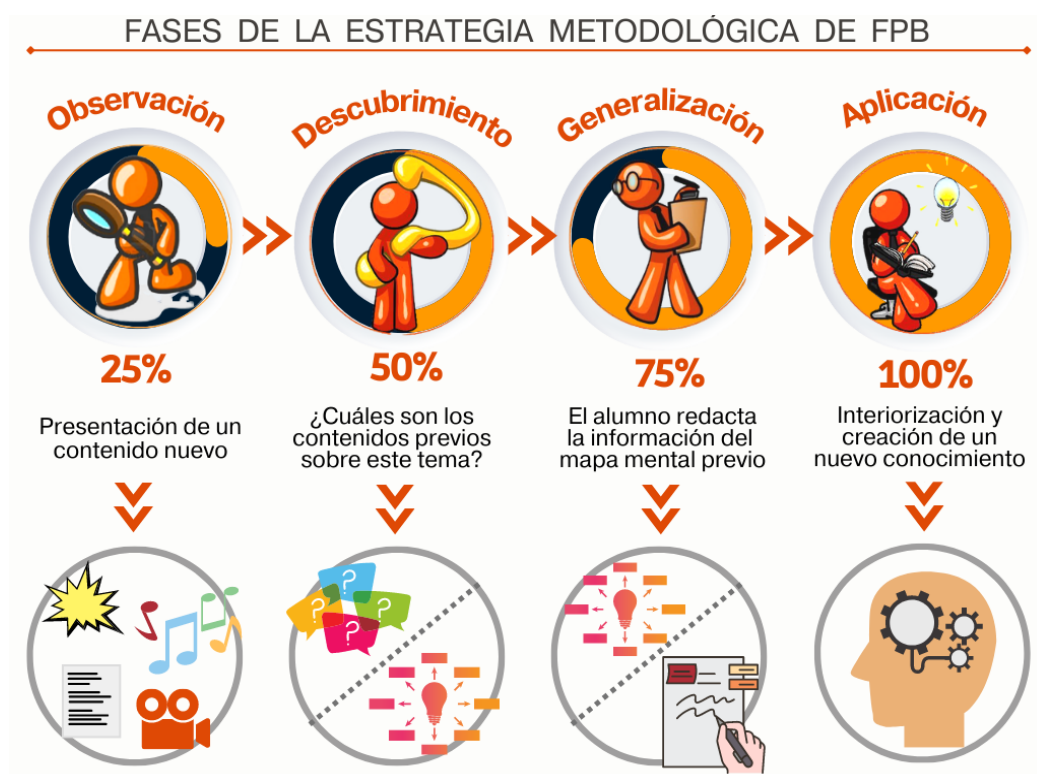 FASES DE LA ESTRATEGIA METODOLÓGICA DE FPB
Observación
Descubrimiento
Generalización
Aplicación
25%
50%
75%
100%
Presentación de un
contenido nuevo
¿Cuáles son los
contenidos previos
sobre este tema?
El alumno redacta
la información del
mapa mental previo
Interiorización y
creación de un
nuevo conocimiento
?
?
?
?